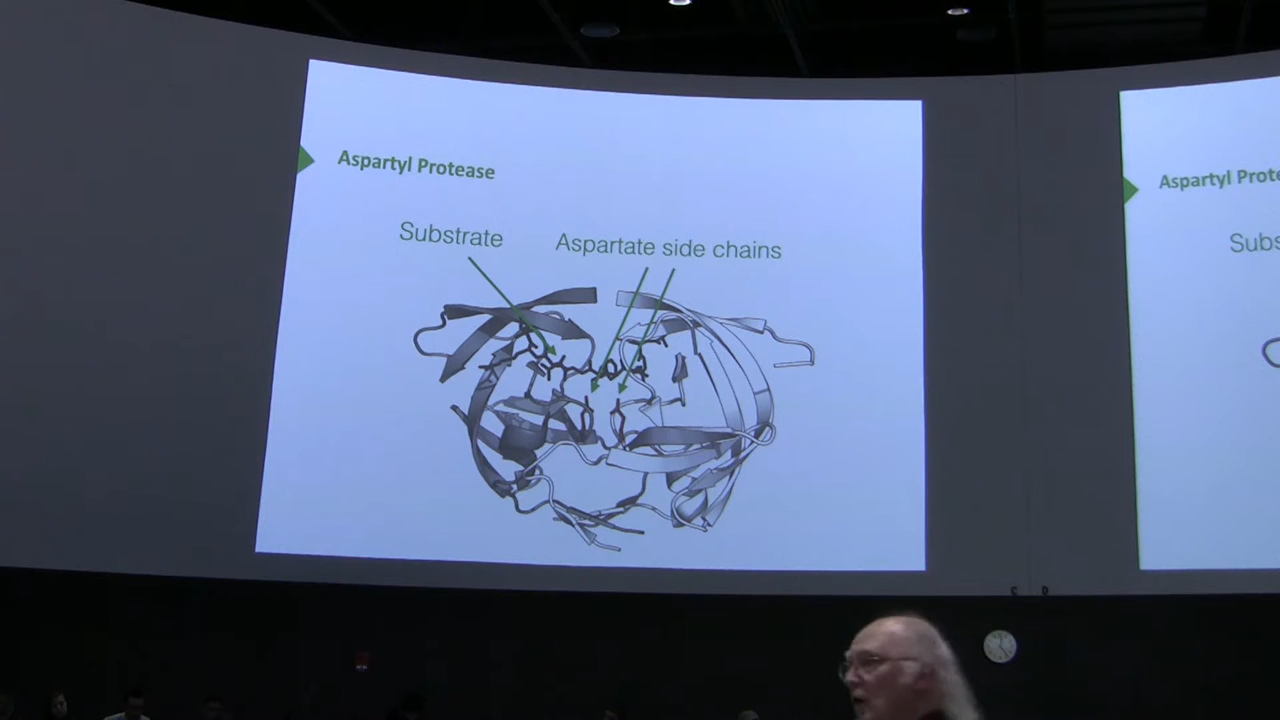 Aspartyl Protease
Substrate
Aspartate side chains
Aspartyl Prote
Subs
C D